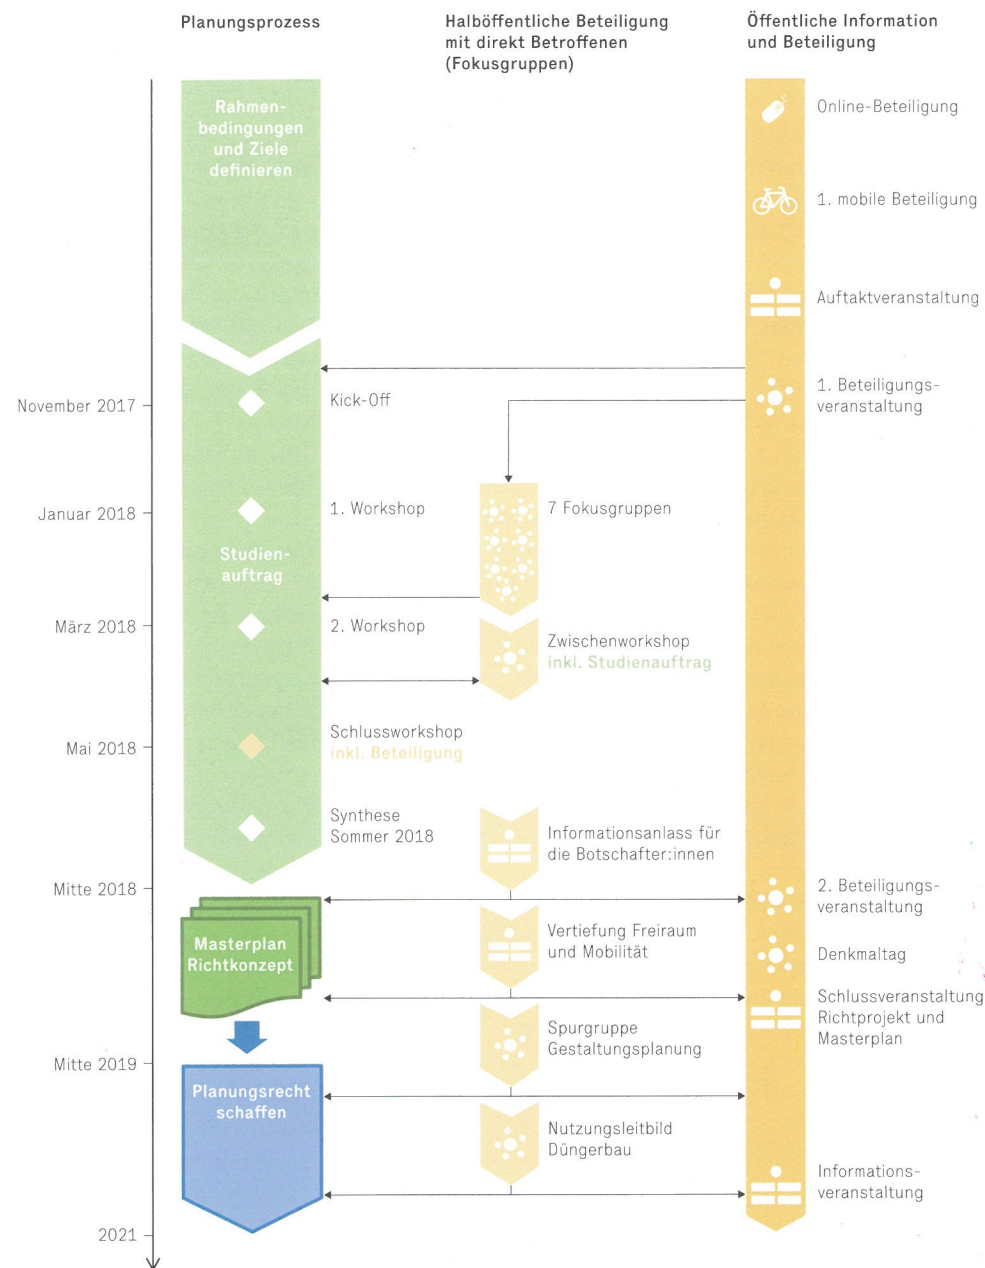 Planungsprozess
Halböffentliche Beteiligung
mit direkt Betroffenen
(Fokusgruppen)
Öffentliche Information
und Beteiligung
Rahmen-
bedingungen
und Ziele
definieren
Online-Beteiligung
1. mobile Beteiligung
Auftaktveranstaltung
November 2017
Kick-Off
1. Beteiligungs-
veranstaltung
Januar 2018
1. Workshop
7 Fokusgruppen
Studien-
auftrag
März 2018
2. Workshop
Zwischenworkshop
inkl. Studienauftrag
Mai 2018
Schlussworkshop
inkl. Beteiligung
Synthese
Sommer 2018
Informationsanlass für
die Botschafter:innen
Mitte 2018
2. Beteiligungs-
veranstaltung
Masterplan
Richtkonzept
Vertiefung Freiraum
und Mobilität
Denkmaltag
Schlussveranstaltung
Richtprojekt und
Masterplan
Spurgruppe
Gestaltungsplanung
Mitte 2019
Planungsrecht
schaffen
Nutzungsleitbild
Düngerbau
Informations-
veranstaltung
2021